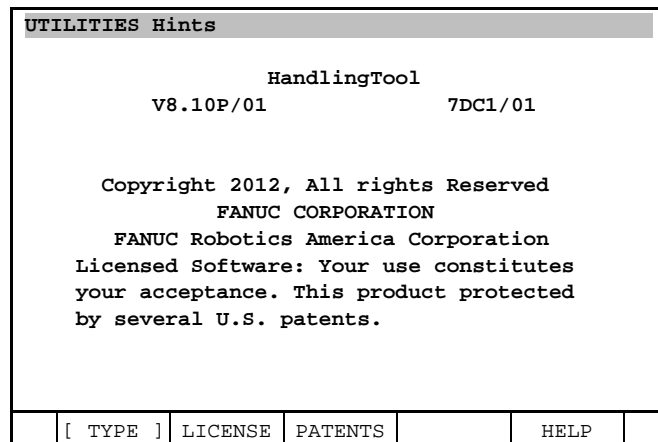 UTILITIES Hints
HandlingTool
V8.10P/01 7DC1/01
Copyright 2012, All rights Reserved
FANUC CORPORATION
FANUC Robotics America Corporation
Licensed Software: Your use constitutes
your acceptance. This product protected
by several U.S. patents.
[ TYPE ] LICENSE PATENTS HELP